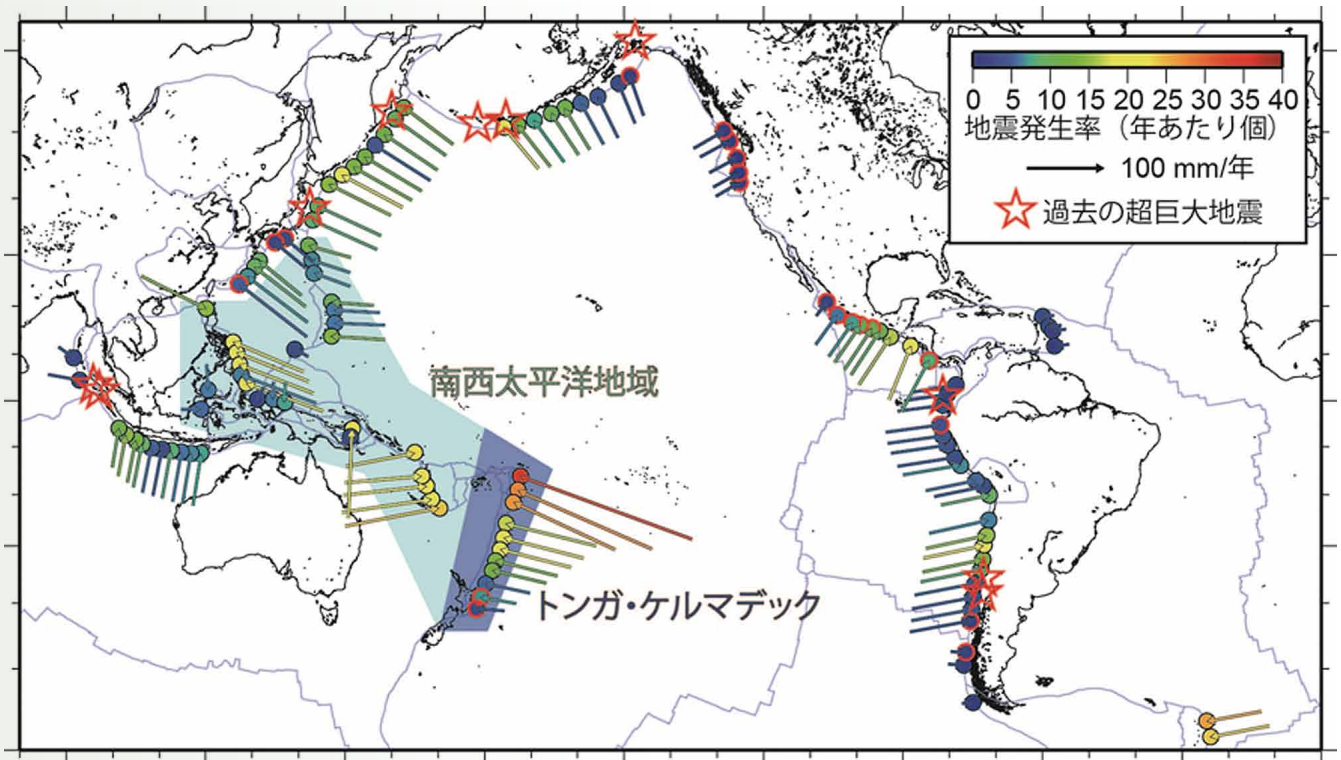 0 5 10 15 20 25 30 35 40
地震発生率（年あたり個）
100 mm/年
過去の超巨大地震
南西太平洋地域
トンガ・ケルマデック